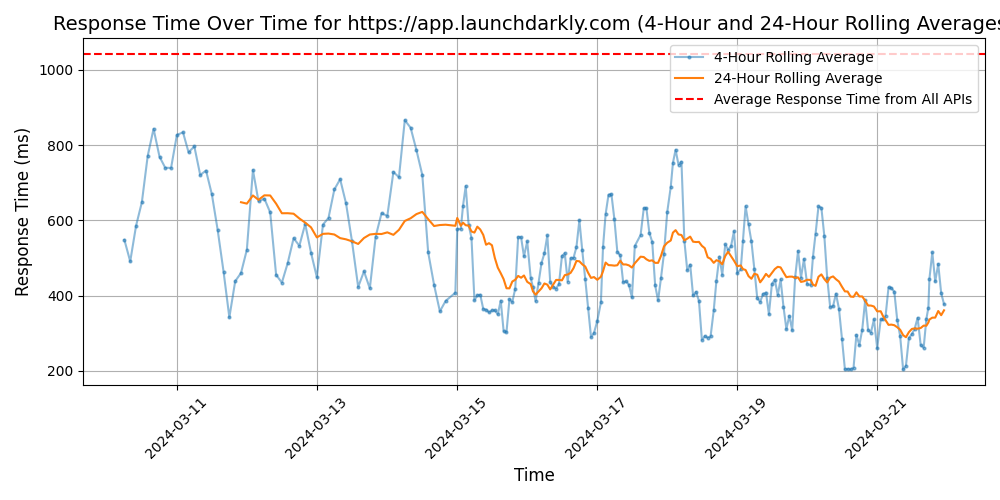 Response Time Over Time for https://app.launchdarkly.com (4-Hour and 24-Hour Rolling Averages
4-Hour Rolling Average
24-Hour Rolling Average
Average Response Time from All APIs
Response Time (ms)
1000
800
600
400
200
2024-03-11
2024-03-13
2024-03-15
2024-03-17
2024-03-19
2024-03-21
Time